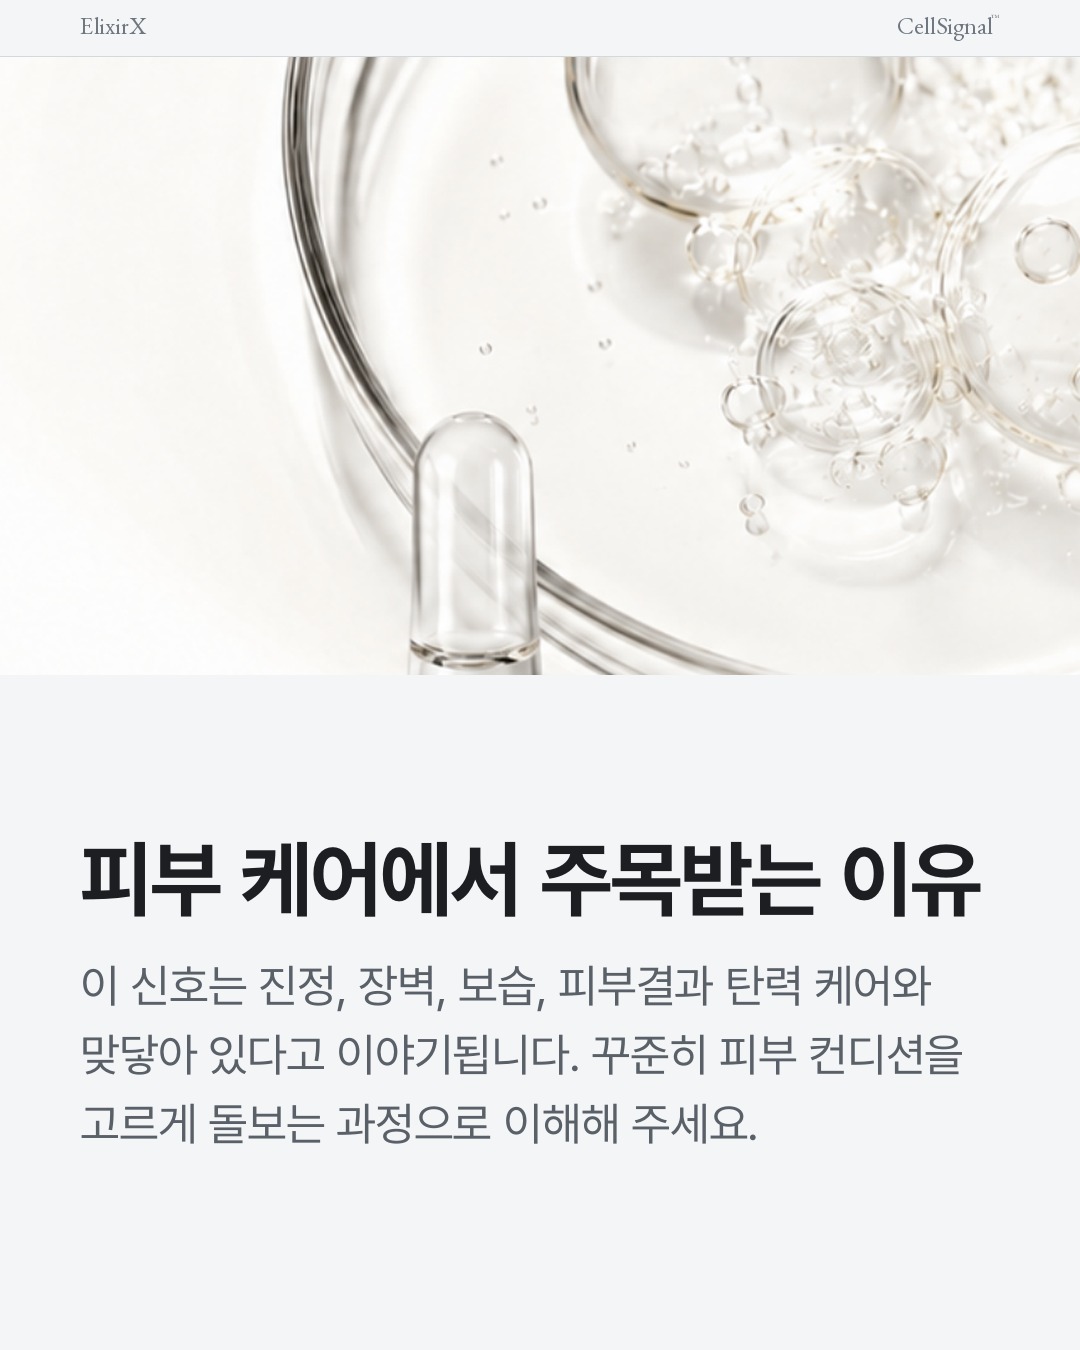 ElixirX
CellSignal™
피부 케어에서 주목받는 이유
이 신호는 진정, 장벽, 보습, 피부결과 탄력 케어와
맞닿아 있다고 이야기됩니다. 꾸준히 피부 컨디션을
고르게 돌보는 과정으로 이해해 주세요.